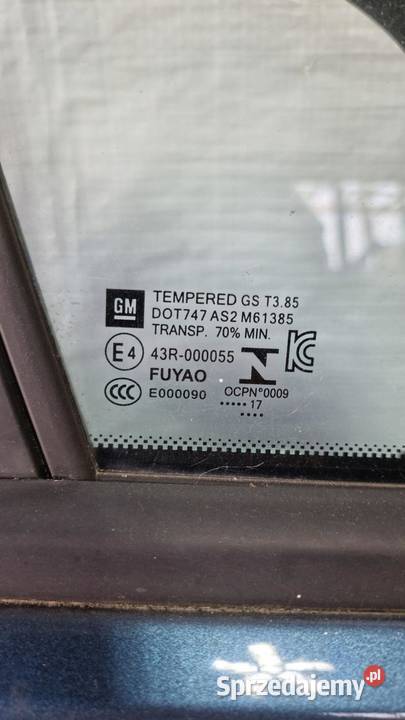 GM
TEMPERED GS T3.85
DOT747 AS2 M61385
TRANSP. 70% MIN.
E4 43R-000055
FUYAO
CCC E000090
OCPN°0009
..... 17
....
Sprzedajemy.pl